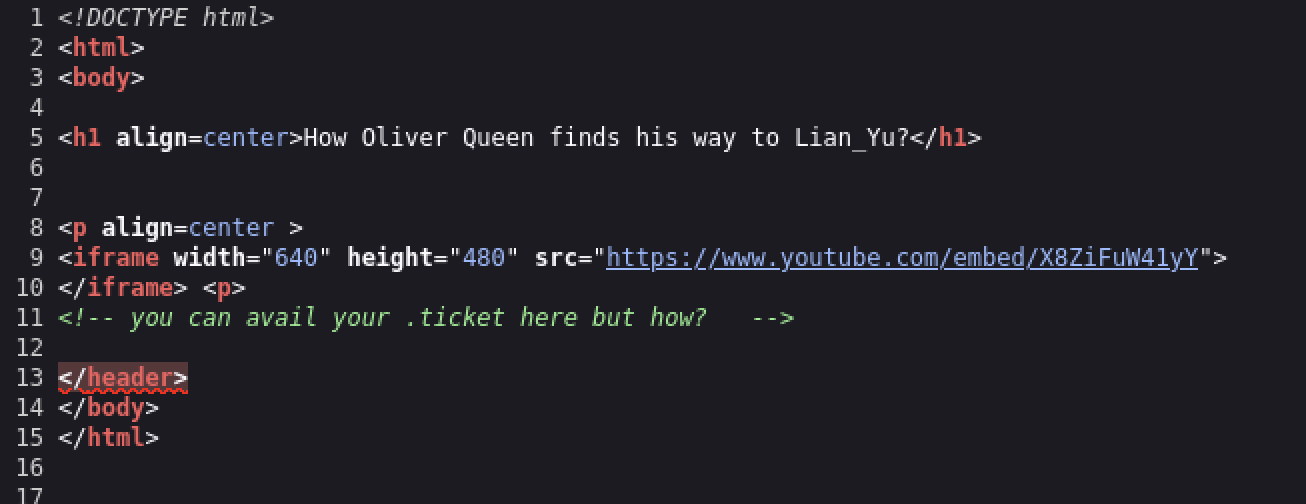 1 <!DOCTYPE html>
2 <html>
3 <body>
4
5 <h1 align=center>How Oliver Queen finds his way to Lian_Yu?</h1>
6
7
8 <p align=center >
9 <iframe width="640" height="480" src="https://www.youtube.com/embed/X8ZiFuW41yY">
10 </iframe> <p>
11 <!-- you can avail your .ticket here but how?   -->
12
13 </header>
14 </body>
15 </html>
16
17